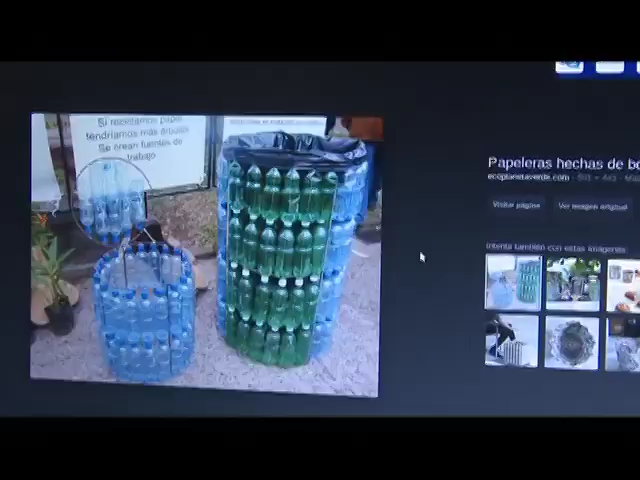 Si reciclamos papel
tendríamos más árboles
Se crean fuentes de
trabajo
Papeleras hechas de bo
ecoplanetaverde.com
Visitar página
Ver imagen original
Intenta también con estas imágenes: